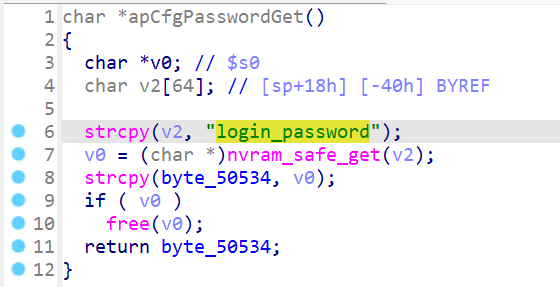 1 char *apCfgPasswordGet()
2 {
3 char *v0; // $s0
4 char v2[64]; // [sp+18h] [-40h] BYREF
5
6 strcpy(v2, "login_password");
7 v0 = (char *)nvram_safe_get(v2);
8 strcpy(byte_50534, v0);
9 if ( v0 )
10 free(v0);
11 return byte_50534;
12 }